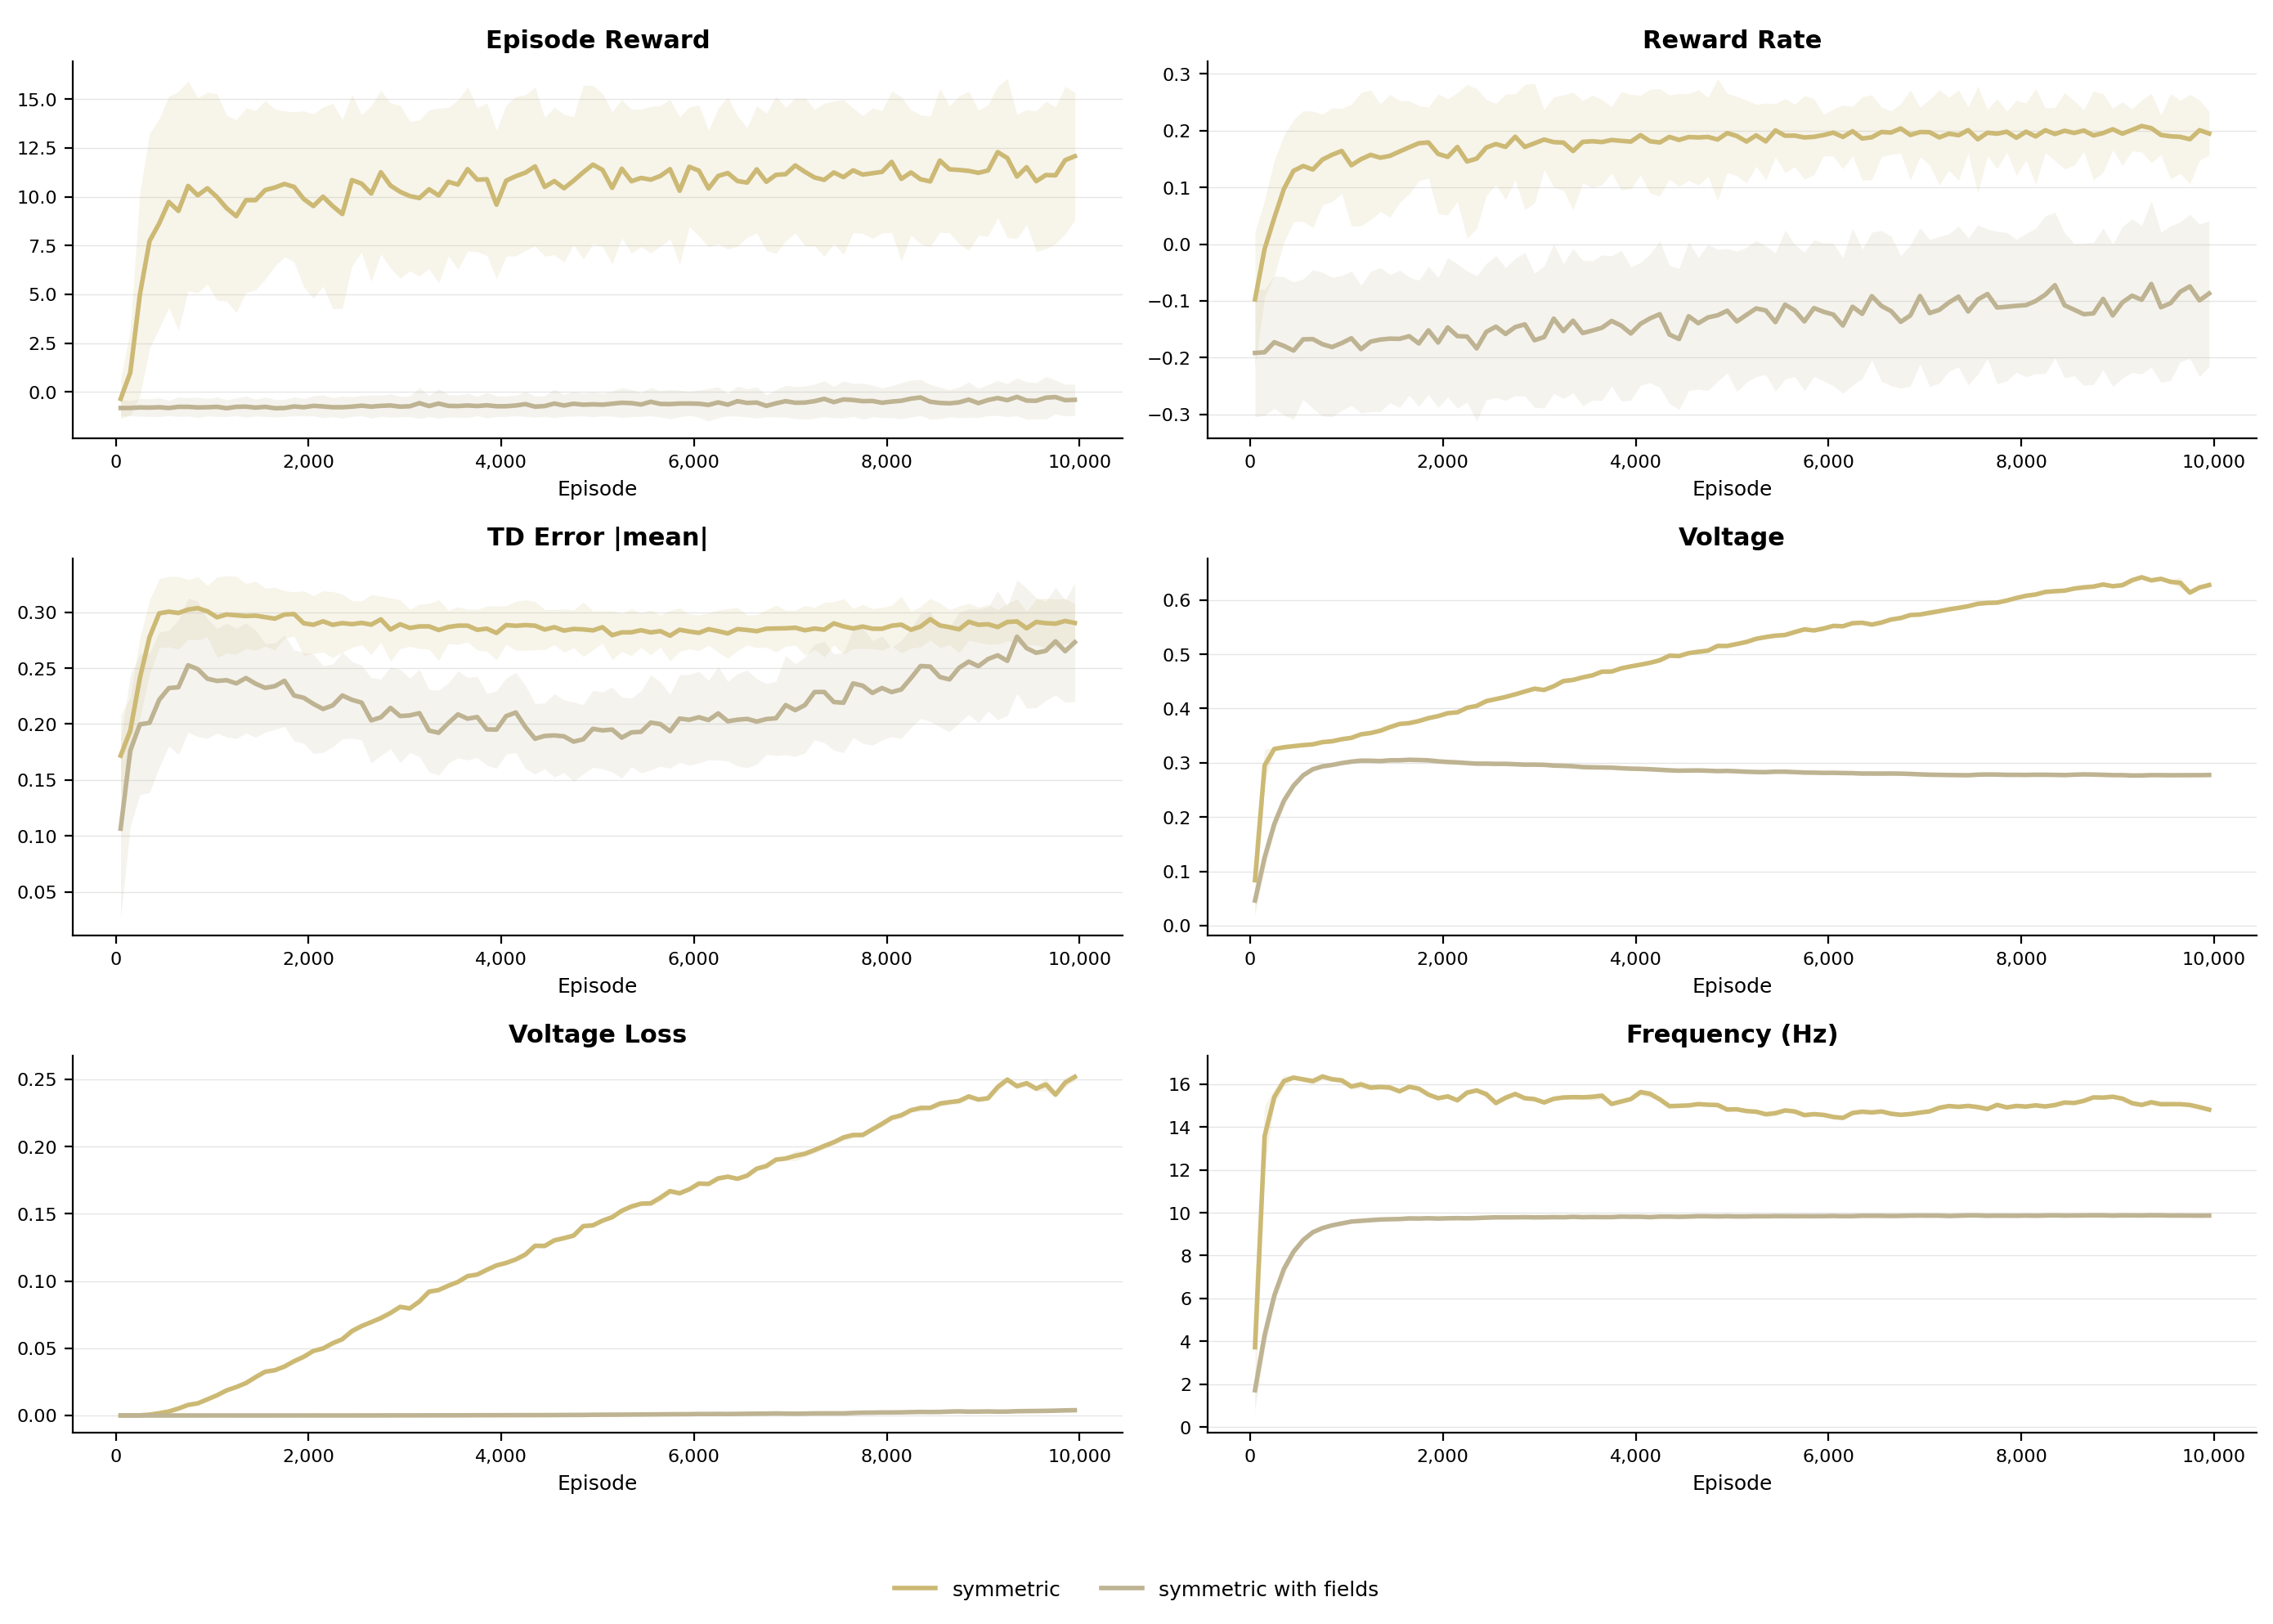 Episode Reward
15.0
12.5
10.0
7.5
5.0
2.5
0.0
0 2,000 4,000 6,000 8,000 10,000
Episode
Reward Rate
0.3
0.2
0.1
0.0
−0.1
−0.2
−0.3
0 2,000 4,000 6,000 8,000 10,000
Episode
TD Error |mean|
0.30
0.25
0.20
0.15
0.10
0.05
0 2,000 4,000 6,000 8,000 10,000
Episode
Voltage
0.6
0.5
0.4
0.3
0.2
0.1
0.0
0 2,000 4,000 6,000 8,000 10,000
Episode
Voltage Loss
0.25
0.20
0.15
0.10
0.05
0.00
0 2,000 4,000 6,000 8,000 10,000
Episode
Frequency (Hz)
16
14
12
10
8
6
4
2
0
0 2,000 4,000 6,000 8,000 10,000
Episode
symmetric symmetric with fields